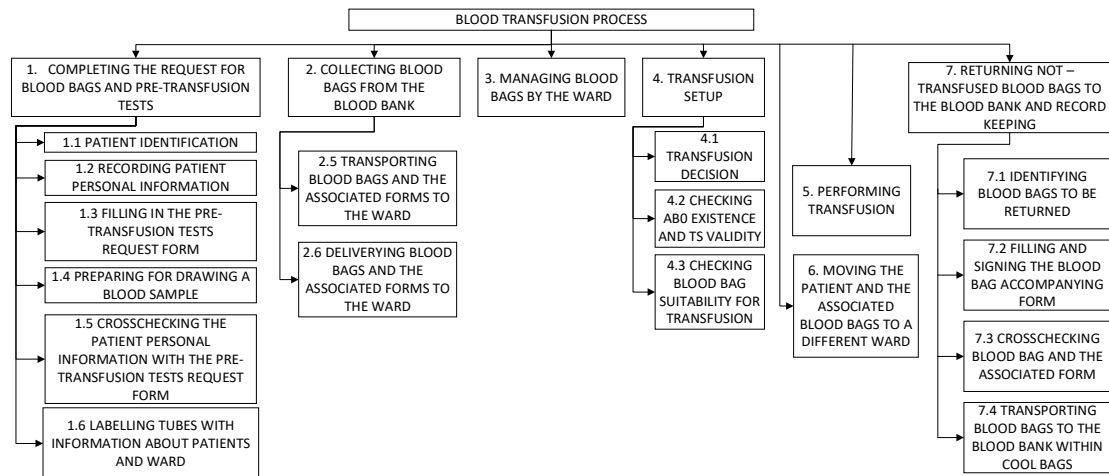 BLOOD TRANSFUSION PROCESS
1. COMPLETING THE REQUEST FOR
BLOOD BAGS AND PRE-TRANSFUSION
TESTS
1.1 PATIENT IDENTIFICATION
1.2 RECORDING PATIENT
PERSONAL INFORMATION
1.3 FILLING IN THE PRE-
TRANSFUSION TESTS
REQUEST FORM
1.4 PREPARING FOR DRAWING A
BLOOD SAMPLE
1.5 CROSSCHECKING THE
PATIENT PERSONAL
INFORMATION WITH THE PRE-
TRANSFUSION TESTS REQUEST
FORM
1.6 LABELLING TUBES WITH
INFORMATION ABOUT PATIENTS
AND WARD
2. COLLECTING BLOOD
BAGS FROM THE
BLOOD BANK
2.5 TRANSPORTING
BLOOD BAGS AND THE
ASSOCIATED FORMS TO
THE WARD
2.6 DELIVERYING BLOOD
BAGS AND THE
ASSOCIATED FORMS TO
THE WARD
3. MANAGING BLOOD
BAGS BY THE WARD
4. TRANSFUSION
SETUP
4.1
TRANSFUSION
DECISION
4.2 CHECKING
AB0 EXISTENCE
AND TS VALIDITY
4.3 CHECKING
BLOOD BAG
SUITABILITY FOR
TRANSFUSION
5. PERFORMING
TRANSFUSION
6. MOVING THE
PATIENT AND THE
ASSOCIATED
BLOOD BAGS TO A
DIFFERENT WARD
7. RETURNING NOT –
TRANSFUSED BLOOD BAGS TO
THE BLOOD BANK AND RECORD
KEEPING
7.1 IDENTIFYING
BLOOD BAGS TO BE
RETURNED
7.2 FILLING AND
SIGNING THE BLOOD
BAG ACCOMPANYING
FORM
7.3 CROSSCHECKING
BLOOD BAG AND THE
ASSOCIATED FORM
7.4 TRANSPORTING
BLOOD BAGS TO THE
BLOOD BANK WITHIN
COOL BAGS